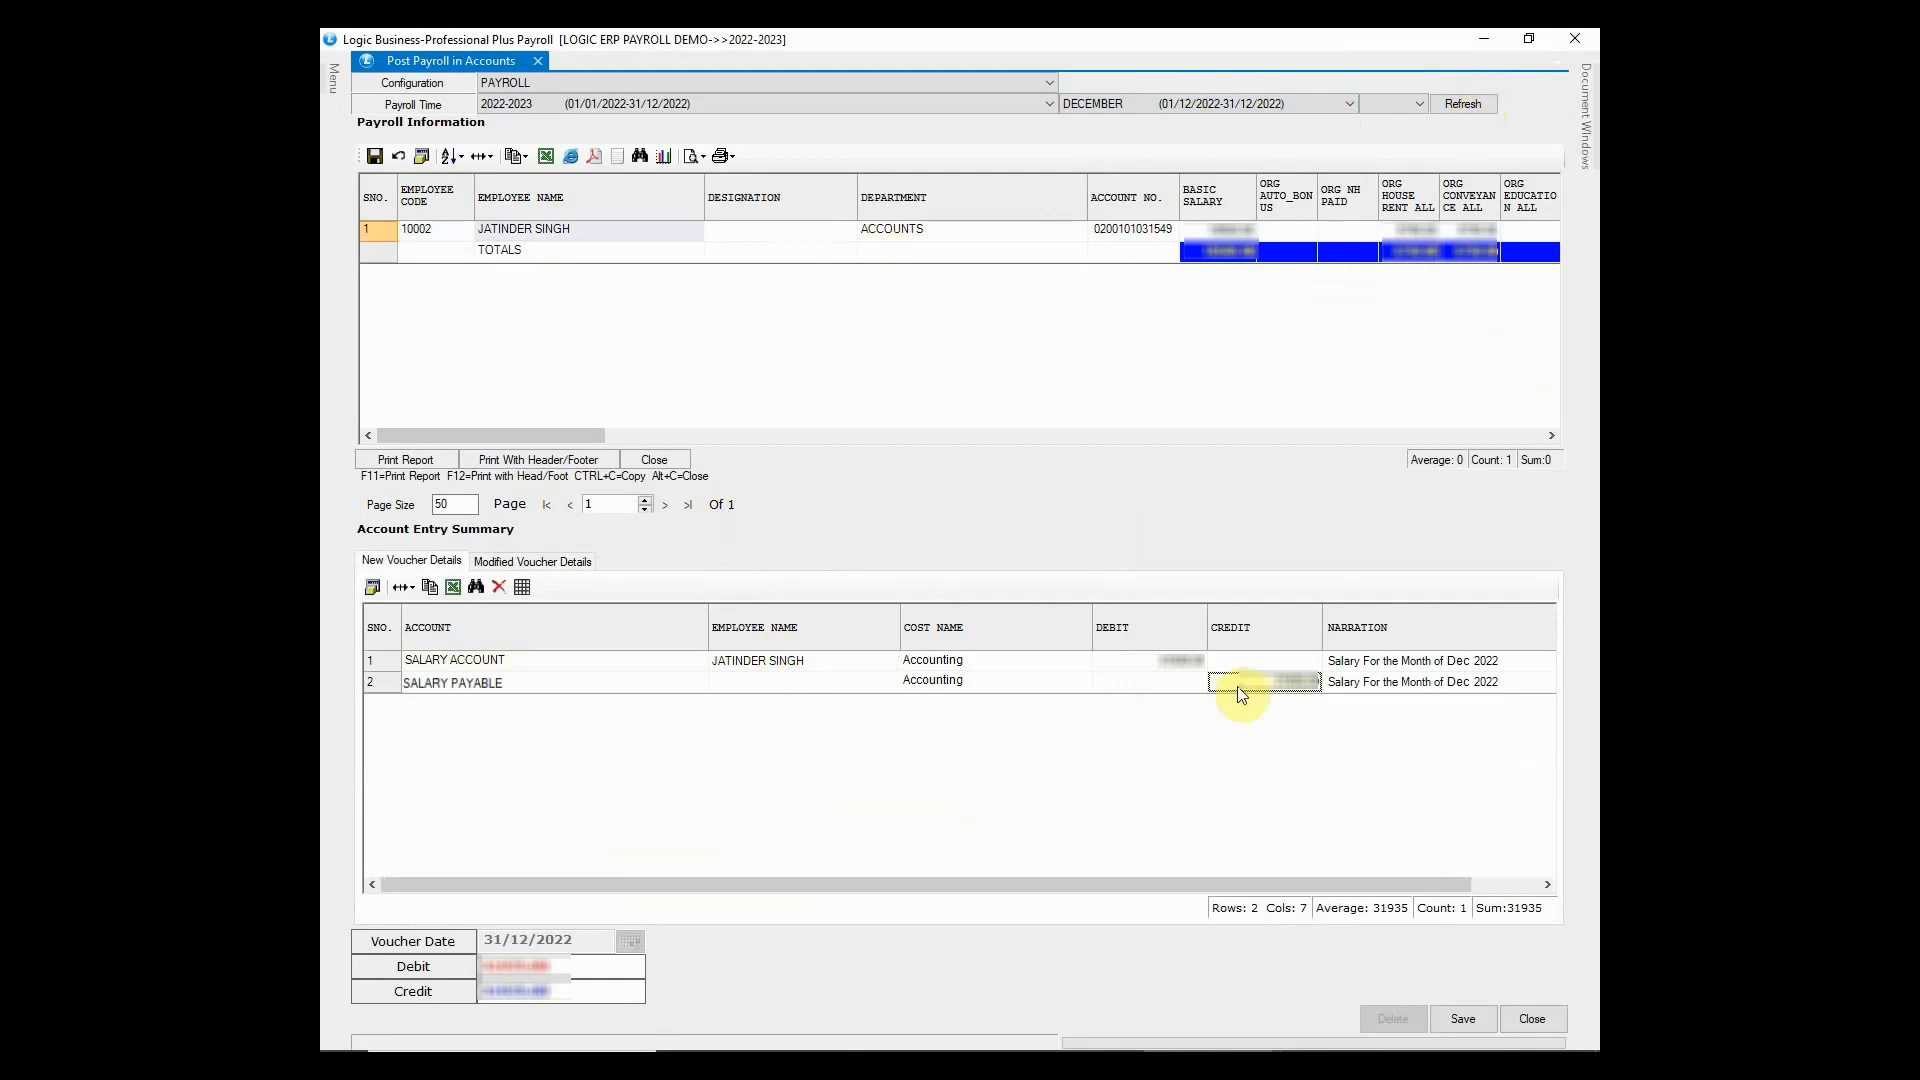 Logic Business-Professional Plus Payroll [LOGIC ERP PAYROLL DEMO->>2022-2023]
Menu
Post Payroll in Accounts
Document Windows
Configuration PAYROLL
Payroll Time 2022-2023 (01/01/2022-31/12/2022) DECEMBER (01/12/2022-31/12/2022) Refresh
Payroll Information
SNO. EMPLOYEE CODE EMPLOYEE NAME DESIGNATION DEPARTMENT ACCOUNT NO. BASIC SALARY ORG AUTO_BONUS ORG NH PAID ORG HOUSE RENT ALL ORG CONVEYANCE ALL ORG EDUCATION ALL
1 10002 JATINDER SINGH ACCOUNTS 0200101031549
TOTALS
Print Report Print With Header/Footer Close Average: 0 Count: 1 Sum:0
F11=Print Report F12=Print with Head/Foot CTRL+C=Copy Alt+C=Close
Page Size 50 Page |< < 1 > >| Of 1
Account Entry Summary
New Voucher Details Modified Voucher Details
SNO. ACCOUNT EMPLOYEE NAME COST NAME DEBIT CREDIT NARRATION
1 SALARY ACCOUNT JATINDER SINGH Accounting Salary For the Month of Dec 2022
2 SALARY PAYABLE Accounting Salary For the Month of Dec 2022
Rows: 2 Cols: 7 Average: 31935 Count: 1 Sum:31935
Voucher Date 31/12/2022
Debit
Credit
Delete Save Close